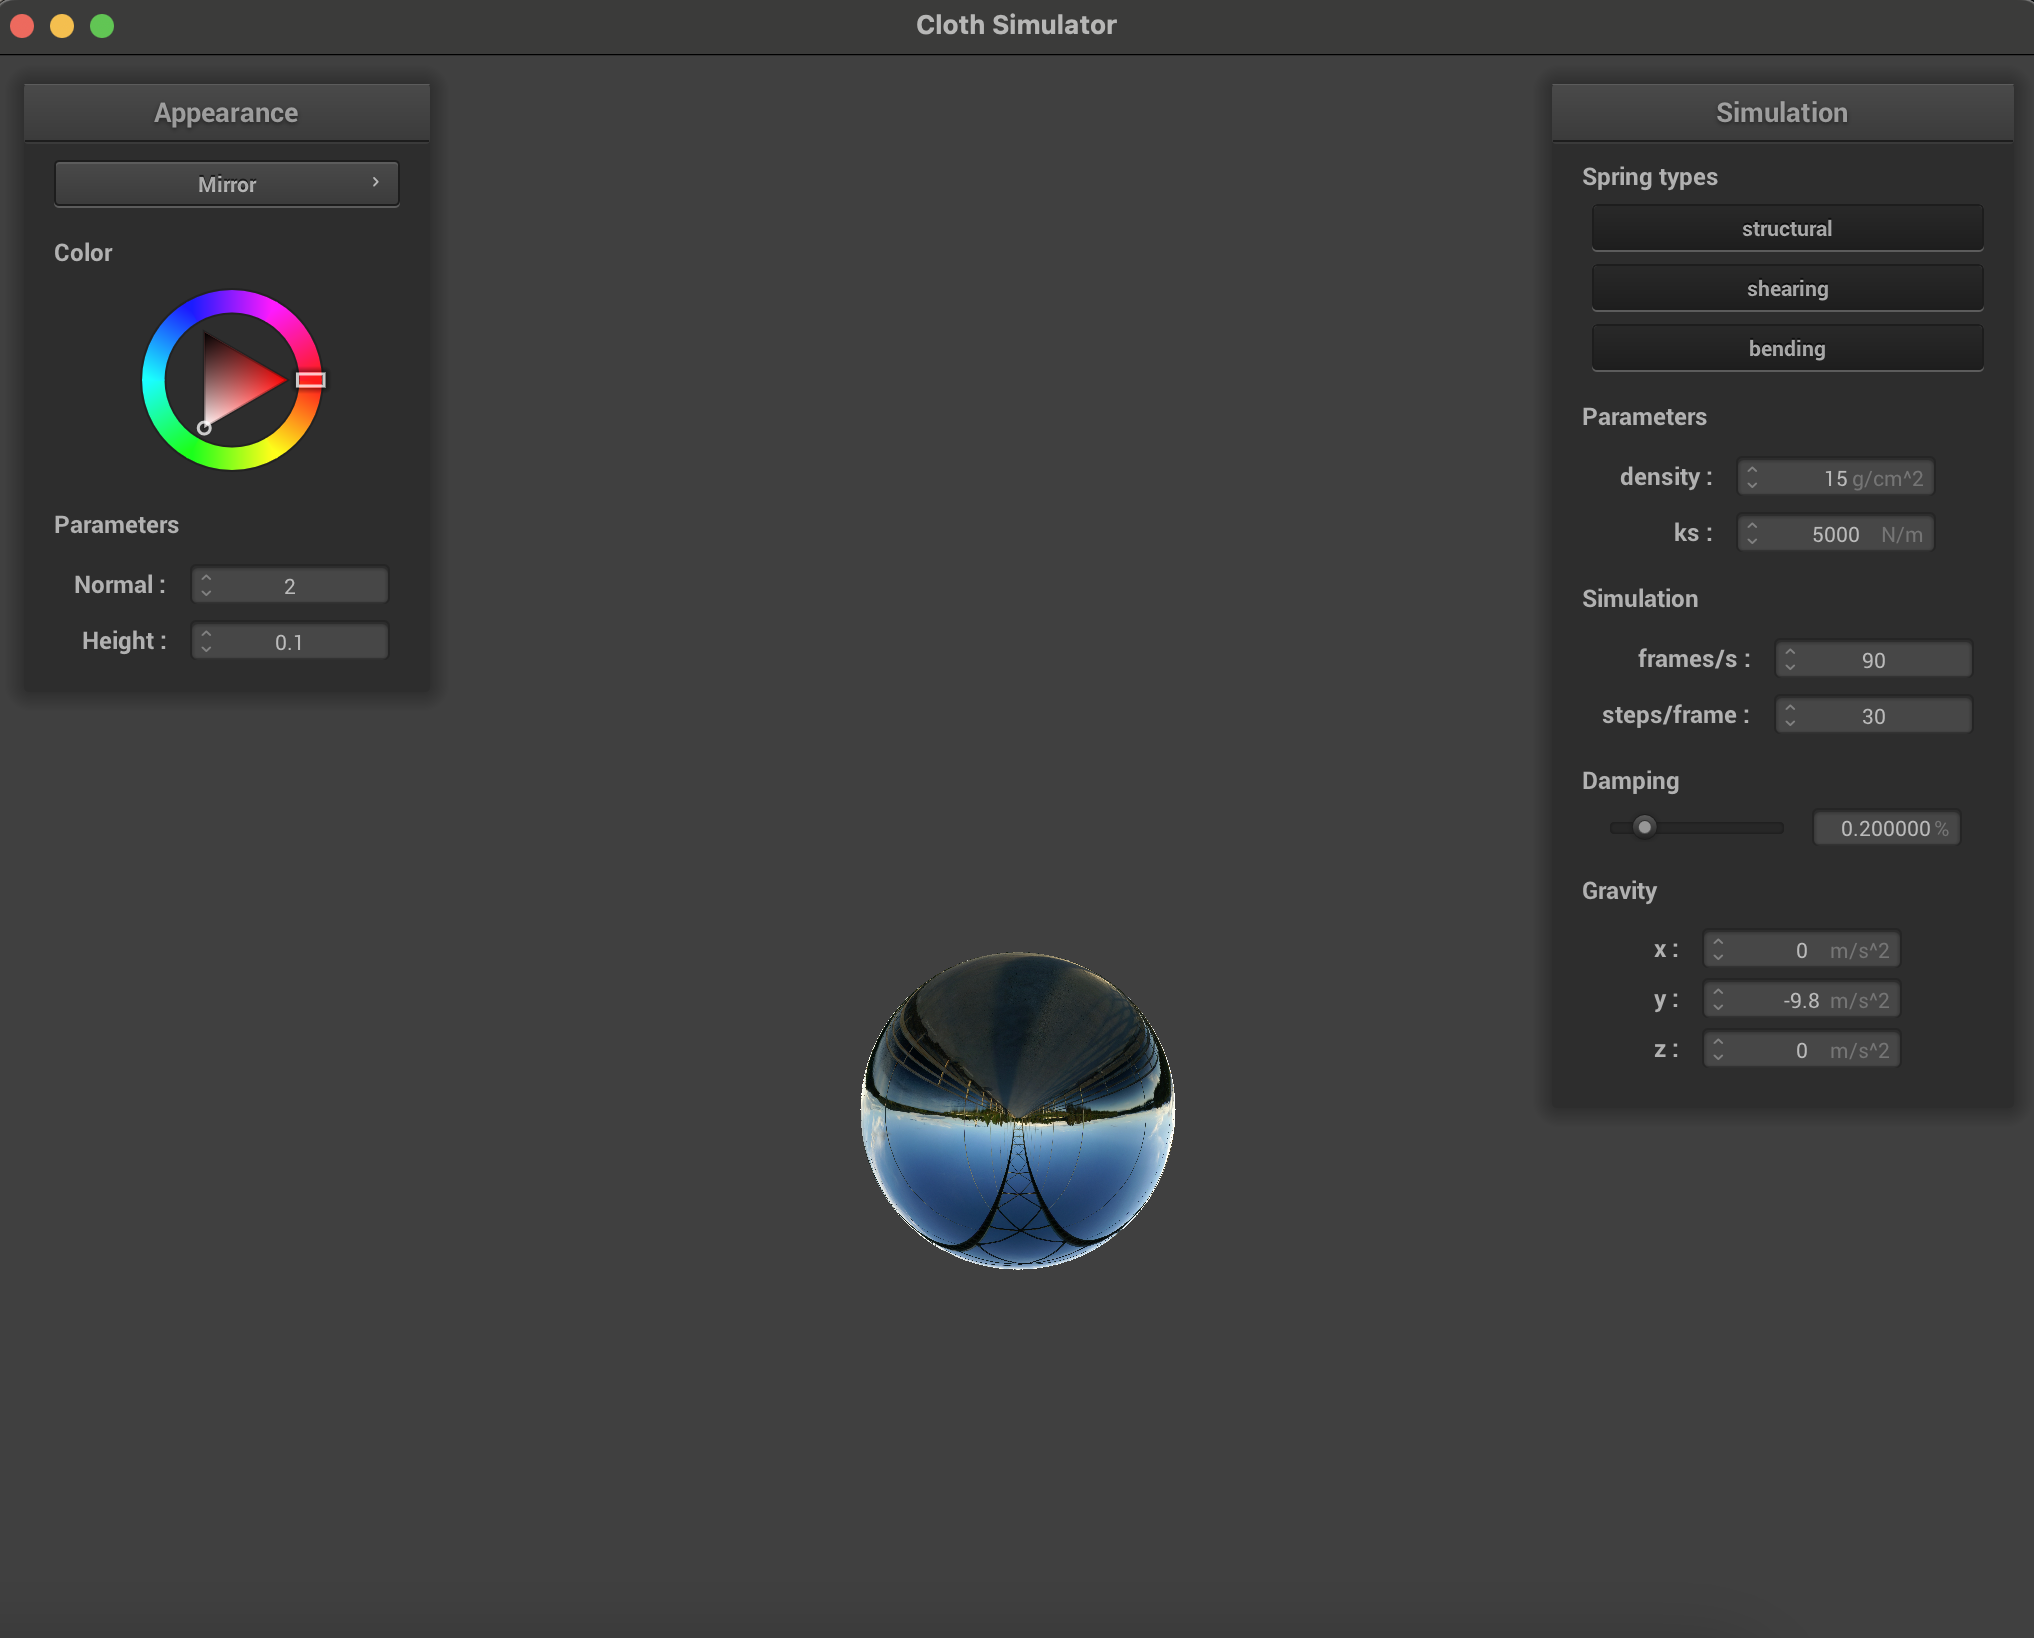 Cloth Simulator
Appearance
Mirror
Color
Parameters
Normal : 2
Height : 0.1
Simulation
Spring types
structural
shearing
bending
Parameters
density : 15 g/cm^2
ks : 5000 N/m
Simulation
frames/s : 90
steps/frame : 30
Damping
0.200000 %
Gravity
x : 0 m/s^2
y : -9.8 m/s^2
z : 0 m/s^2